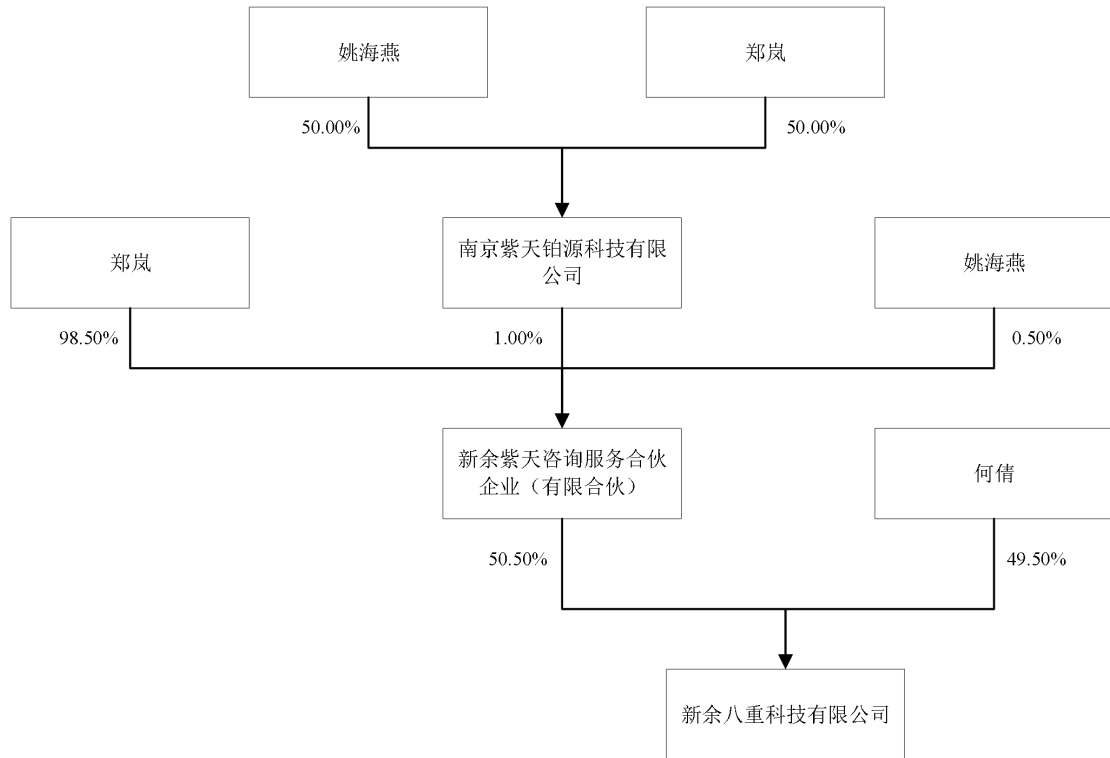 姚海燕
郑岚
50.00%
50.00%
郑岚
南京紫天铂源科技有限
公司
姚海燕
98.50%
1.00%
0.50%
新余紫天咨询服务合伙
企业（有限合伙）
何倩
50.50%
49.50%
新余八重科技有限公司